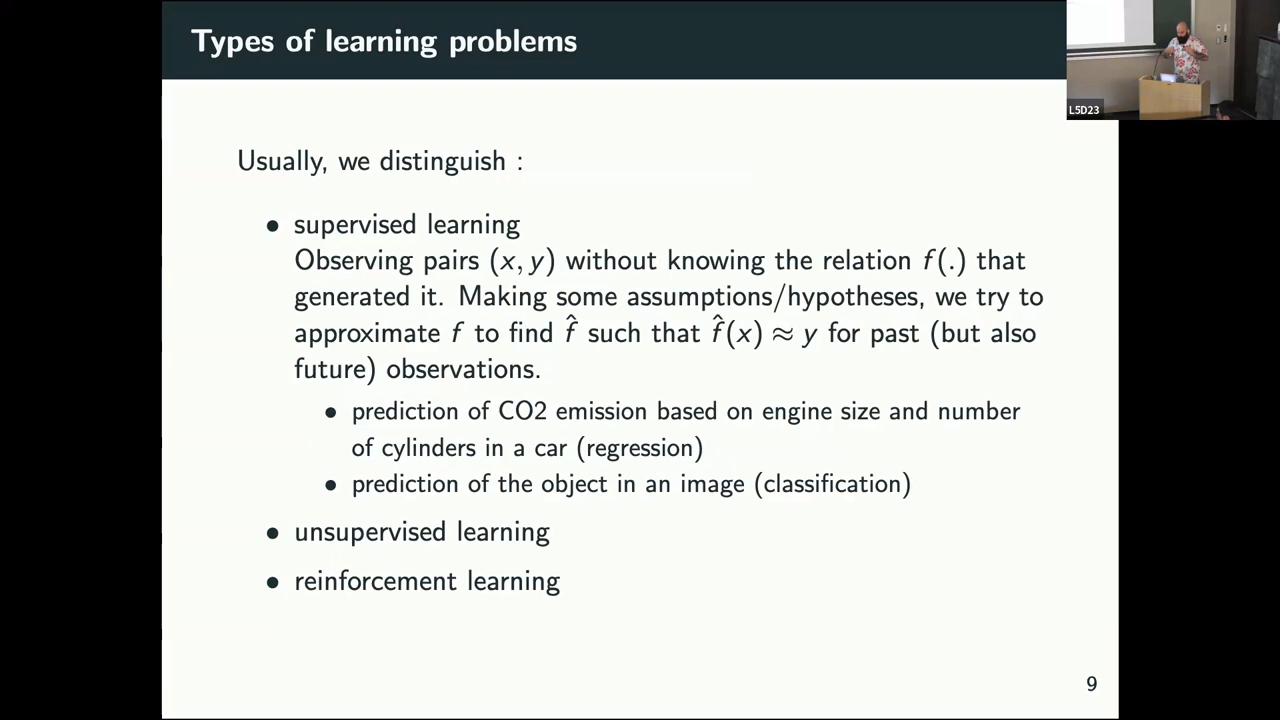 Types of learning problems
L5D23
Usually, we distinguish :
• supervised learning
Observing pairs (x, y) without knowing the relation f(.) that
generated it. Making some assumptions/hypotheses, we try to
approximate f to find f̂ such that f̂(x) ≈ y for past (but also
future) observations.
• prediction of CO2 emission based on engine size and number
of cylinders in a car (regression)
• prediction of the object in an image (classification)
• unsupervised learning
• reinforcement learning
9